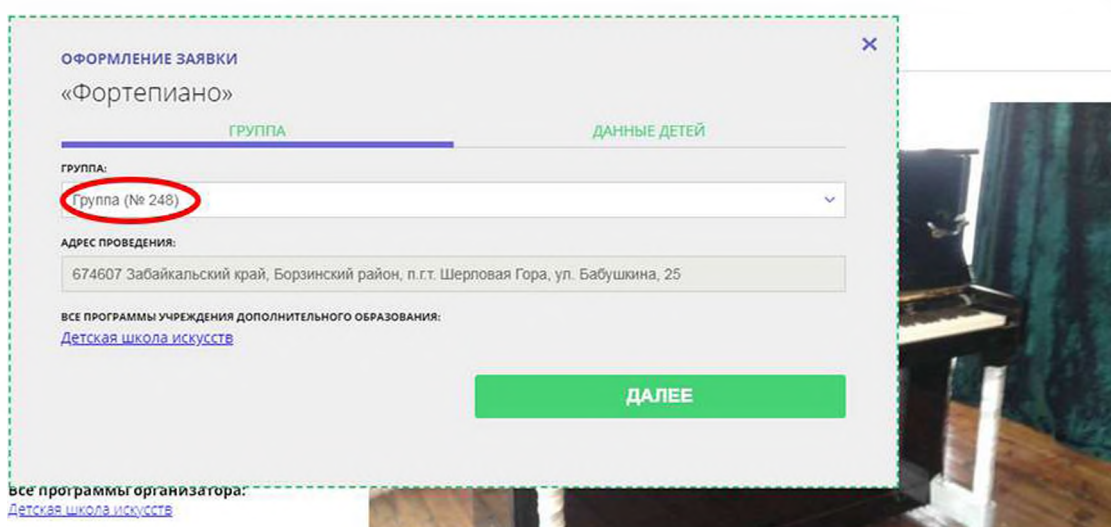 ОФОРМЛЕНИЕ ЗАЯВКИ
«Фортепиано»
ГРУППА
ДАННЫЕ ДЕТЕЙ
ГРУППА:
Группа (№ 248)
АДРЕС ПРОВЕДЕНИЯ:
674607 Забайкальский край, Борзинский район, п.г.т. Шерловая Гора, ул. Бабушкина, 25
ВСЕ ПРОГРАММЫ УЧРЕЖДЕНИЯ ДОПОЛНИТЕЛЬНОГО ОБРАЗОВАНИЯ:
Детская школа искусств
ДАЛЕЕ
Все программы организатора:
Детская школа искусств